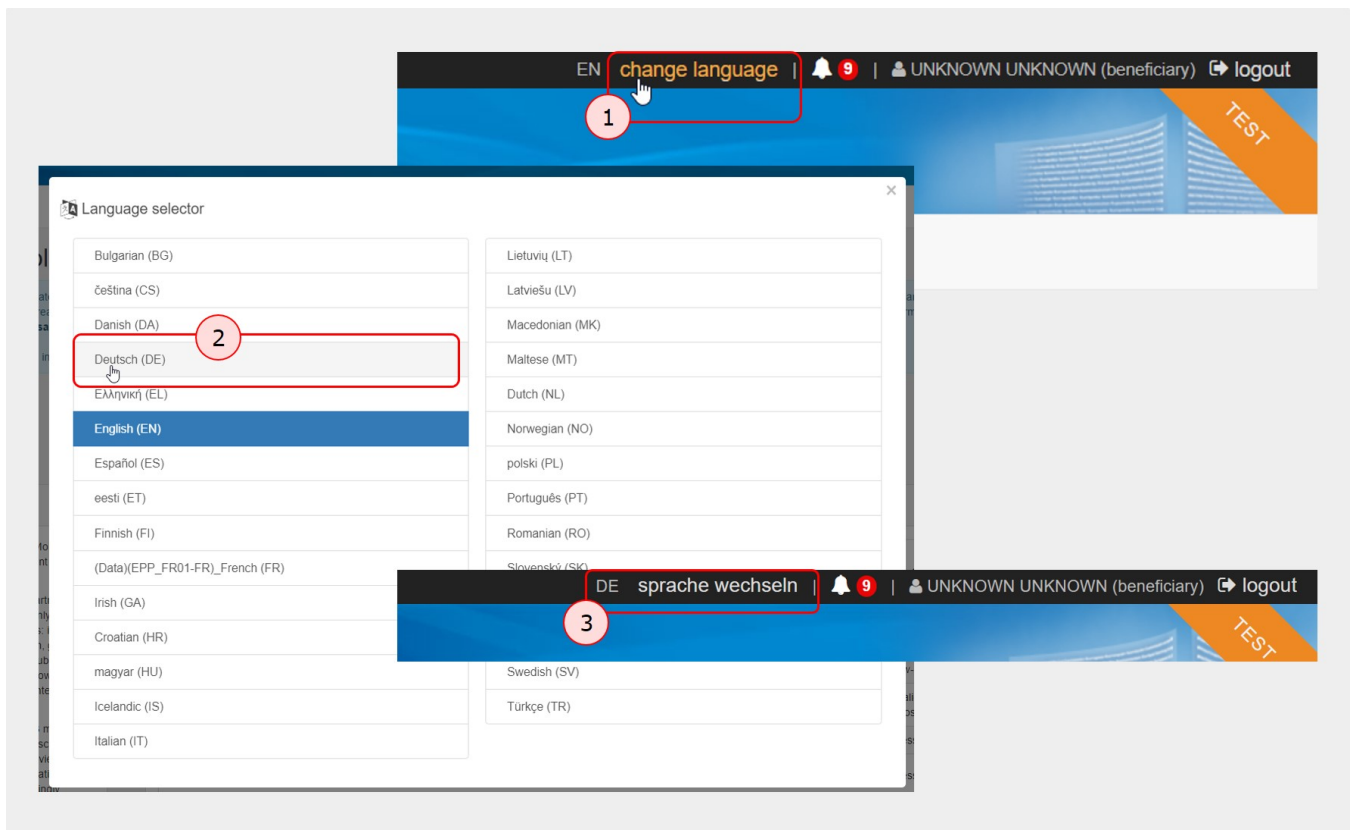 EN change language | 9 | UNKNOWN UNKNOWN (beneficiary) logout
1
TEST
Language selector
×
Bulgarian (BG)
čeština (CS)
Danish (DA)
2
Deutsch (DE)
Ελληνική (EL)
English (EN)
Español (ES)
eesti (ET)
Finnish (FI)
(Data)(EPP_FR01-FR)_French (FR)
Irish (GA)
Croatian (HR)
magyar (HU)
Icelandic (IS)
Italian (IT)
Lietuvių (LT)
Latviešu (LV)
Macedonian (MK)
Maltese (MT)
Dutch (NL)
Norwegian (NO)
polski (PL)
Português (PT)
Romanian (RO)
Slovenský (SK)
Swedish (SV)
Türkçe (TR)
DE sprache wechseln | 9 | UNKNOWN UNKNOWN (beneficiary) logout
3
TEST